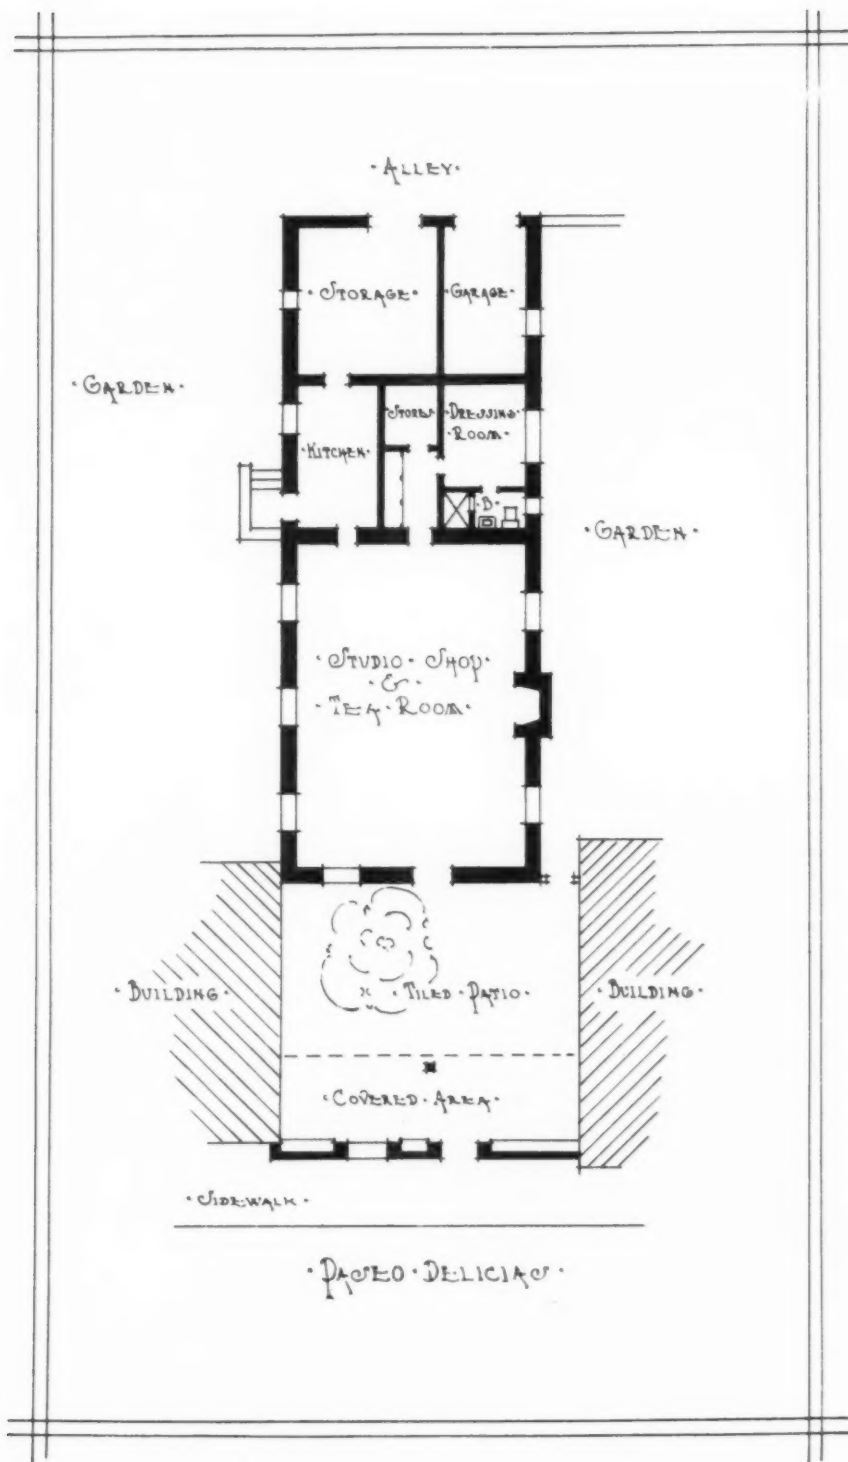 · ALLEY ·
· STORAGE ·
· GARAGE ·
· GARDEN ·
· STORES ·
· DRESSING ·
· ROOM ·
· KITCHEN ·
· B ·
· GARDEN ·
· STUDIO · SHOP ·
· & ·
· TEA · ROOM ·
· BUILDING ·
· TILED · PATIO ·
· BUILDING ·
· COVERED · AREA ·
· SIDEWALK ·
· PASEO · DELICIAS ·